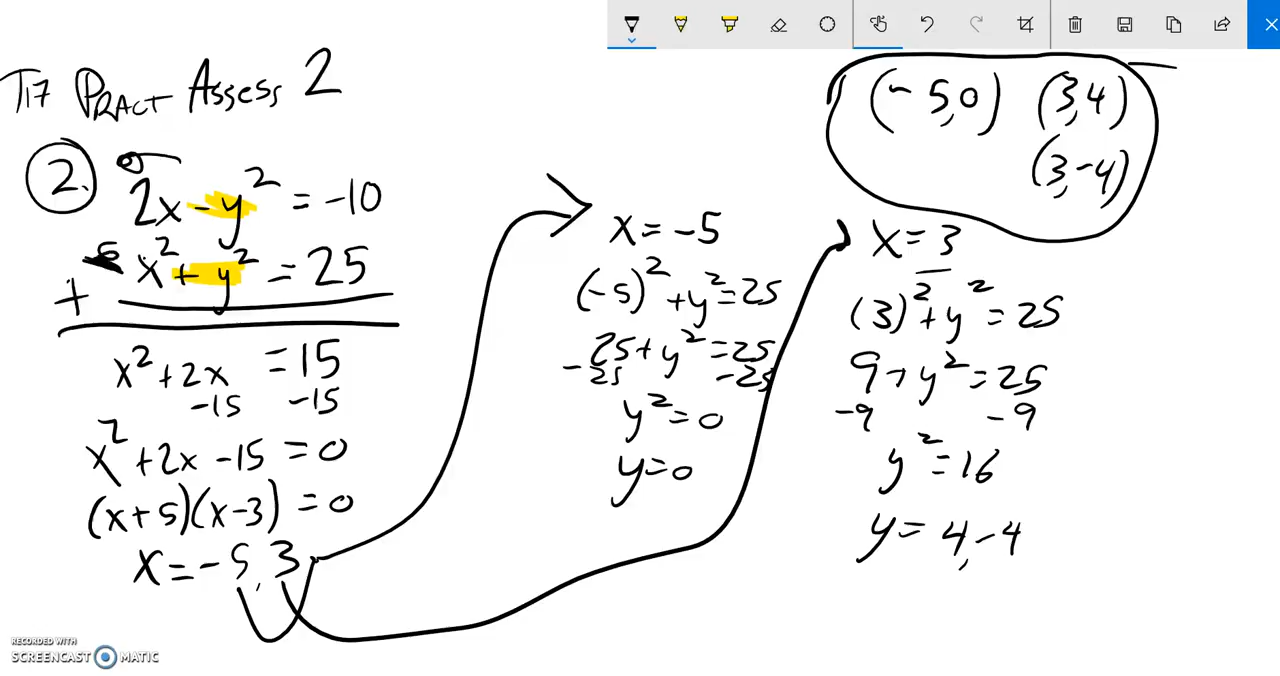 T17 PRACT ASSESS 2
2. 2x - y² = -10
+ x² + y² = 25
x² + 2x = 15
-15 -15
x² + 2x - 15 = 0
(x+5)(x-3) = 0
x = -5, 3
x = -5
(-5)² + y² = 25
25 + y² = 25
-25 -25
y² = 0
y = 0
x = 3
(3)² + y² = 25
9 + y² = 25
-9 -9
y² = 16
y = 4, -4
(-5,0) (3,4)
(3,-4)
RECORDED WITH
SCREENCAST MATIC